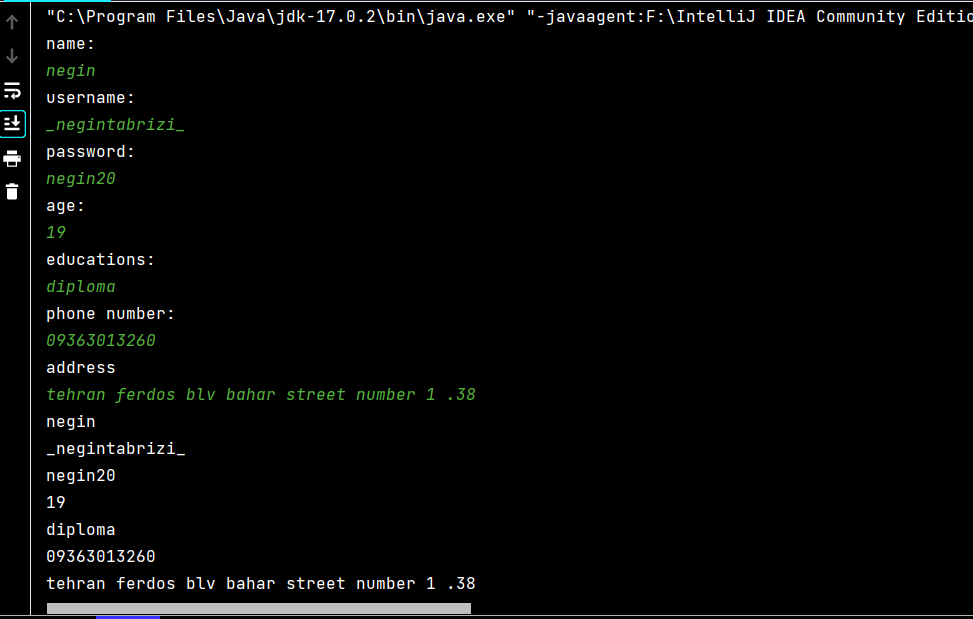 "C:\Program Files\Java\jdk-17.0.2\bin\java.exe" "-javaagent:F:\IntelliJ IDEA Community Editio
name:
negin
username:
_negintabrizi_
password:
negin20
age:
19
educations:
diploma
phone number:
09363013260
address
tehran ferdos blv bahar street number 1 .38
negin
_negintabrizi_
negin20
19
diploma
09363013260
tehran ferdos blv bahar street number 1 .38